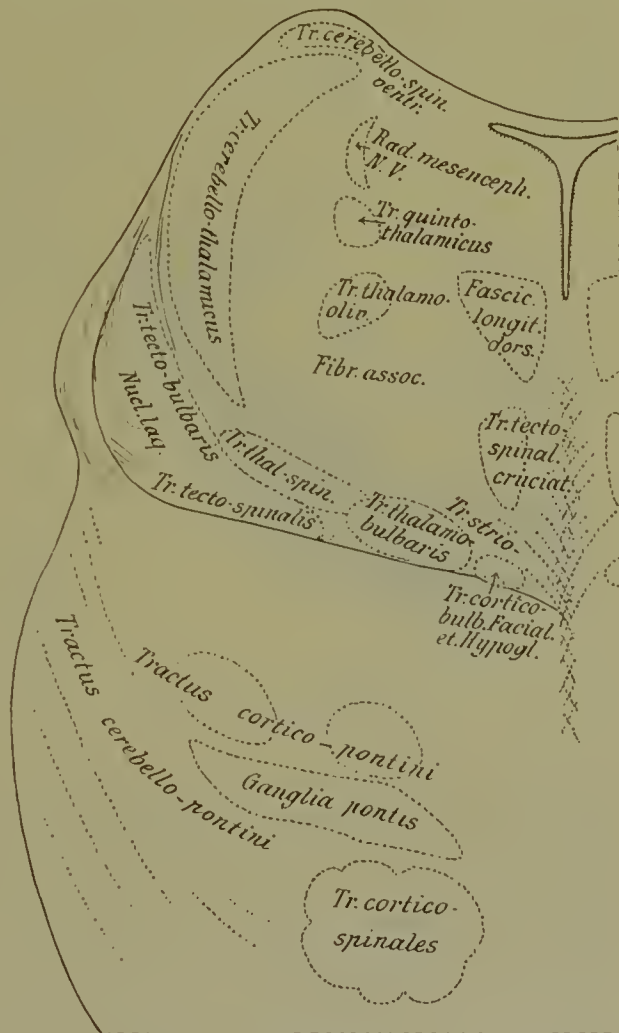 Tr. cerebello-spin.
ventr.
Tr. cerebello-thalamicus
Rad. mesenceph.
N.V.
Tr. quinto-
thalamicus
Tr. thalamo-
oliv.
Fascic.
longit.
dors.
Fibr. assoc.
Tr. tecto-bulbaris
Nucl. laq.
Tr. thal.-spin.
Tr. tecto-spinalis
Tr. thalamo-
bulbaris
Tr. strio-
Tr. tecto-
spinal.
cruciat.
Tr. cortico-
bulb. Facial.
et. Hypogl.
Tractus
cerebello-pontini
Tractus
cortico-pontini
Ganglia pontis
Tr. cortico-
spinales